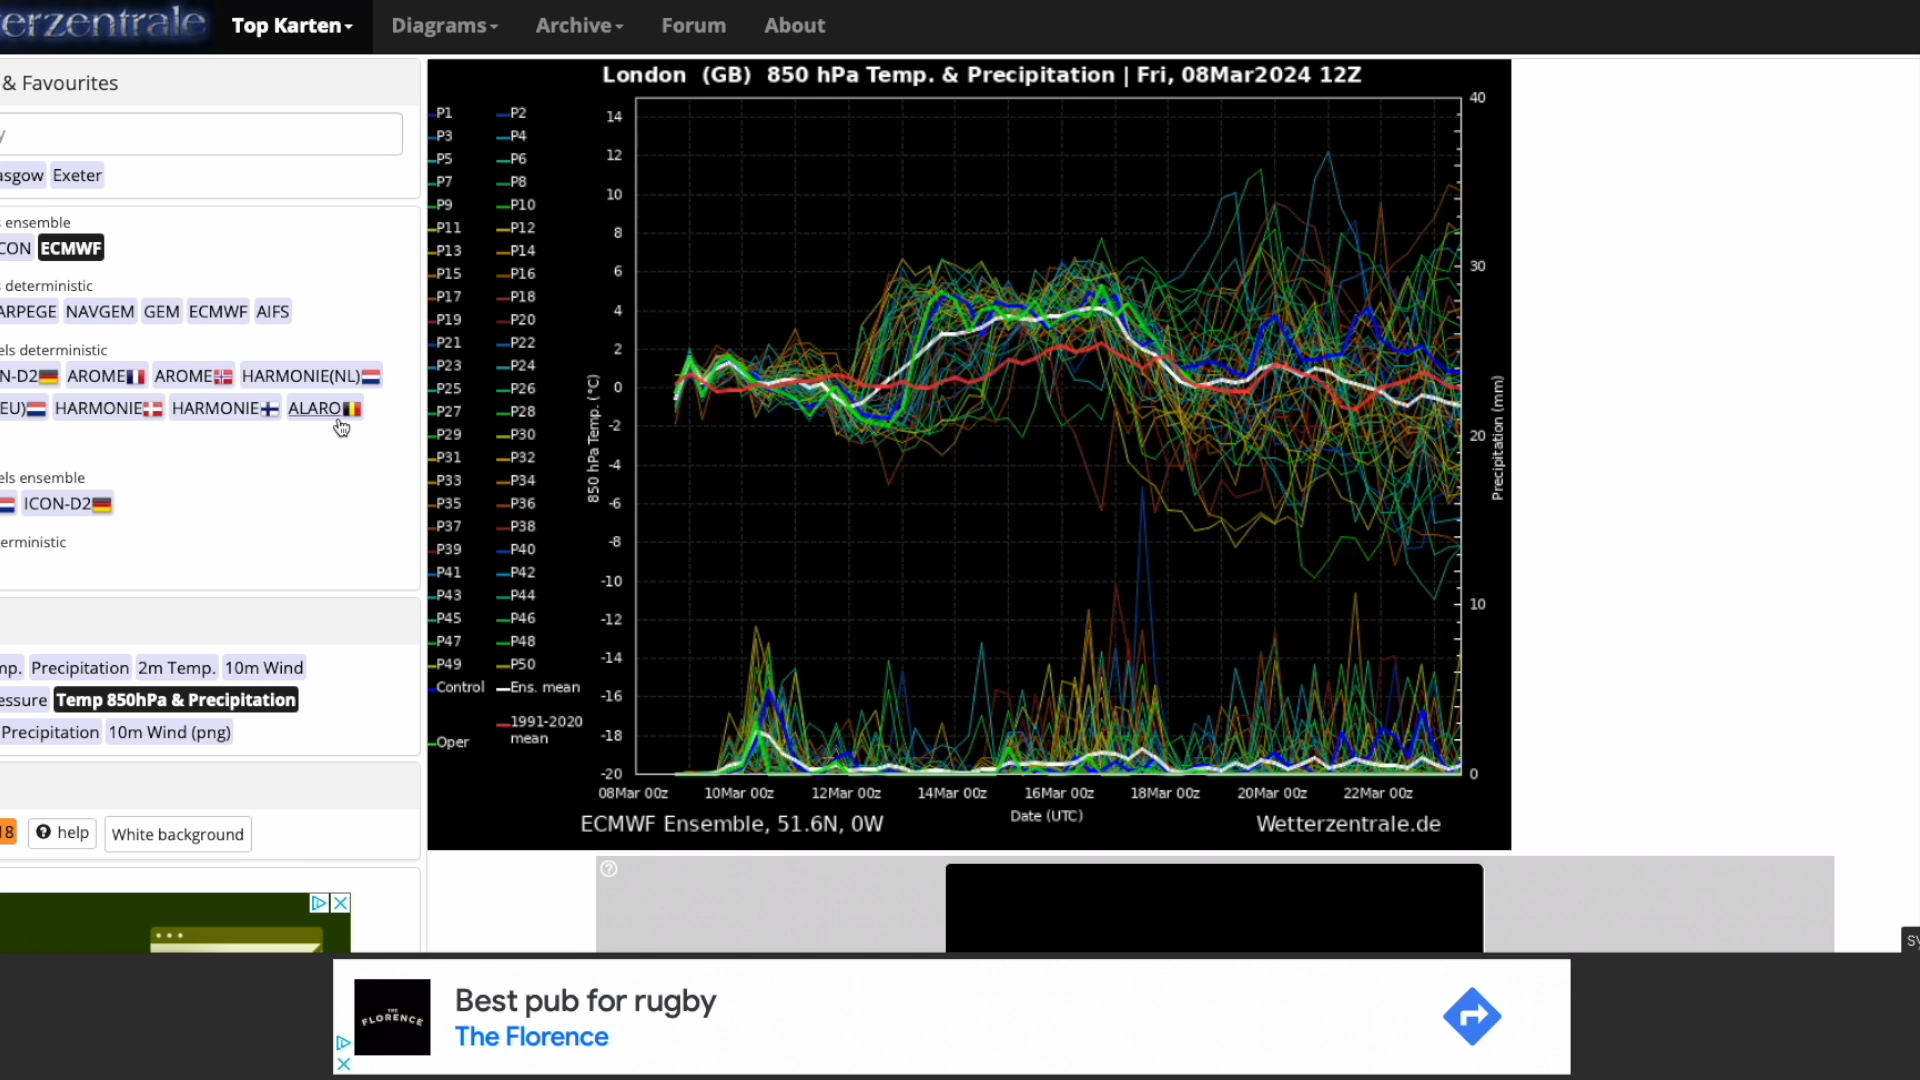 erzentrale Top Karten Diagrams Archive Forum About
& Favourites
y
asgow Exeter
s ensemble
CON ECMWF
s deterministic
ARPEGE NAVGEM GEM ECMWF AIFS
els deterministic
N-D2 AROME AROME HARMONIE(NL)
EU) HARMONIE HARMONIE ALARO
els ensemble
ICON-D2
erministic
mp. Precipitation 2m Temp. 10m Wind
essure Temp 850hPa & Precipitation
Precipitation 10m Wind (png)
18 help White background
London (GB) 850 hPa Temp. & Precipitation | Fri, 08Mar2024 12Z
P1 P2
P3 P4
P5 P6
P7 P8
P9 P10
P11 P12
P13 P14
P15 P16
P17 P18
P19 P20
P21 P22
P23 P24
P25 P26
P27 P28
P29 P30
P31 P32
P33 P34
P35 P36
P37 P38
P39 P40
P41 P42
P43 P44
P45 P46
P47 P48
P49 P50
Control Ens. mean
1991-2020
mean
Oper
850 hPa Temp. (°C)
14
12
10
8
6
4
2
0
-2
-4
-6
-8
-10
-12
-14
-16
-18
-20
40
30
20
10
0
Precipitation (mm)
08Mar 00z 10Mar 00z 12Mar 00z 14Mar 00z 16Mar 00z 18Mar 00z 20Mar 00z 22Mar 00z
Date (UTC)
ECMWF Ensemble, 51.6N, 0W Wetterzentrale.de
sy
THE
FLORENCE
Best pub for rugby
The Florence